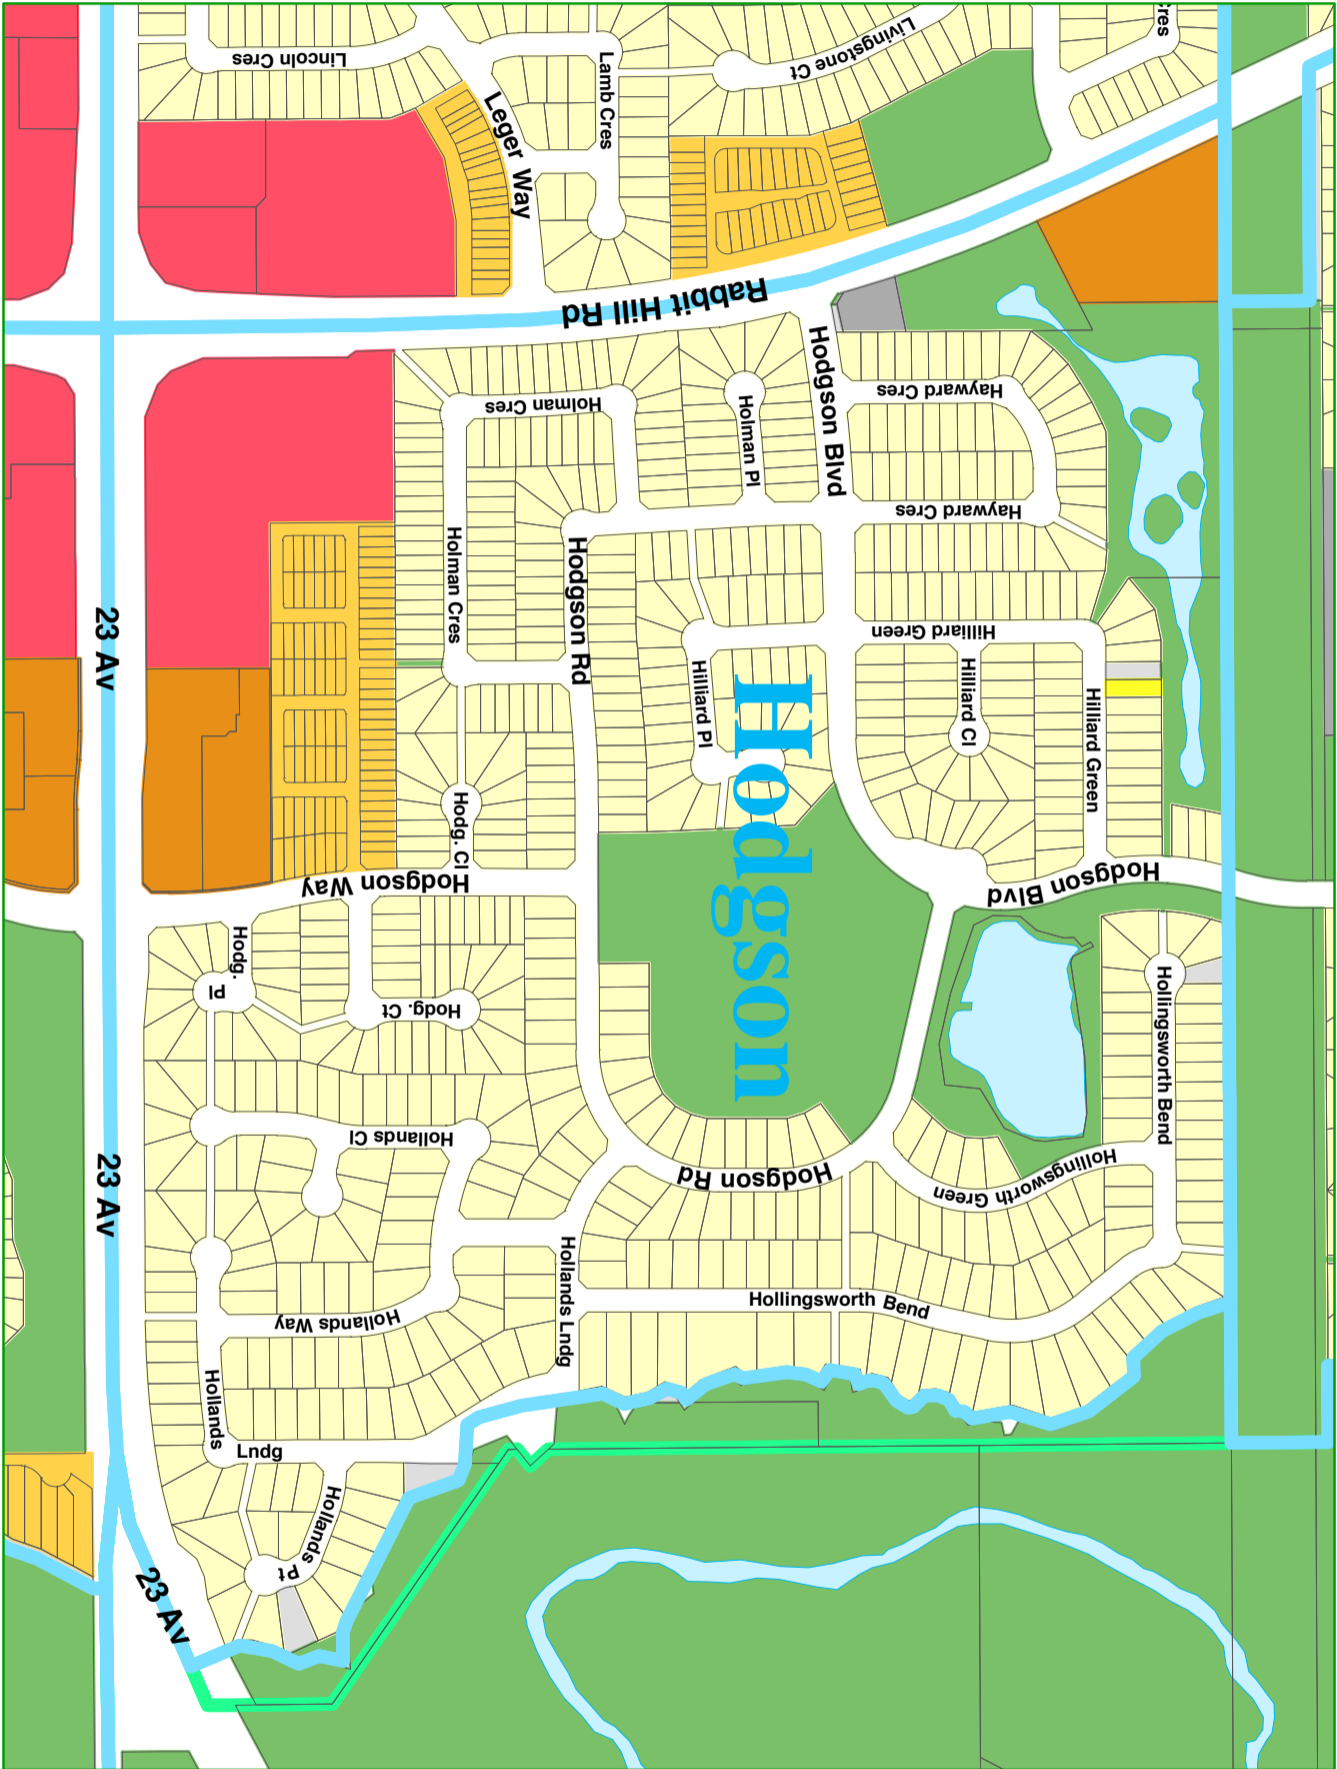 cres
Livingstone Ct
Lincoln Cres
Lamb Cres
Leger Way
Rabbit Hill Rd
Hodgson Blvd
Hayward Cres
Holman Cres
Holman Pl
Hayward Cres
Holman Cres
Hodgson Rd
Hilliard Green
23 Av
Hilliard Pl
Hilliard Cl
Hilliard Green
Hodgson
Hodg. Cl
Hodgson Way
Hodgson Blvd
Hodg.
Pl
Hodg. Ct
Hollingsworth Bend
Hollands Cl
23 Av
Hodgson Rd
Hollingsworth Green
Hollands Lndg
Hollingsworth Bend
Hollands Way
Hollands
Lndg
Hollands
Pt
23 Av